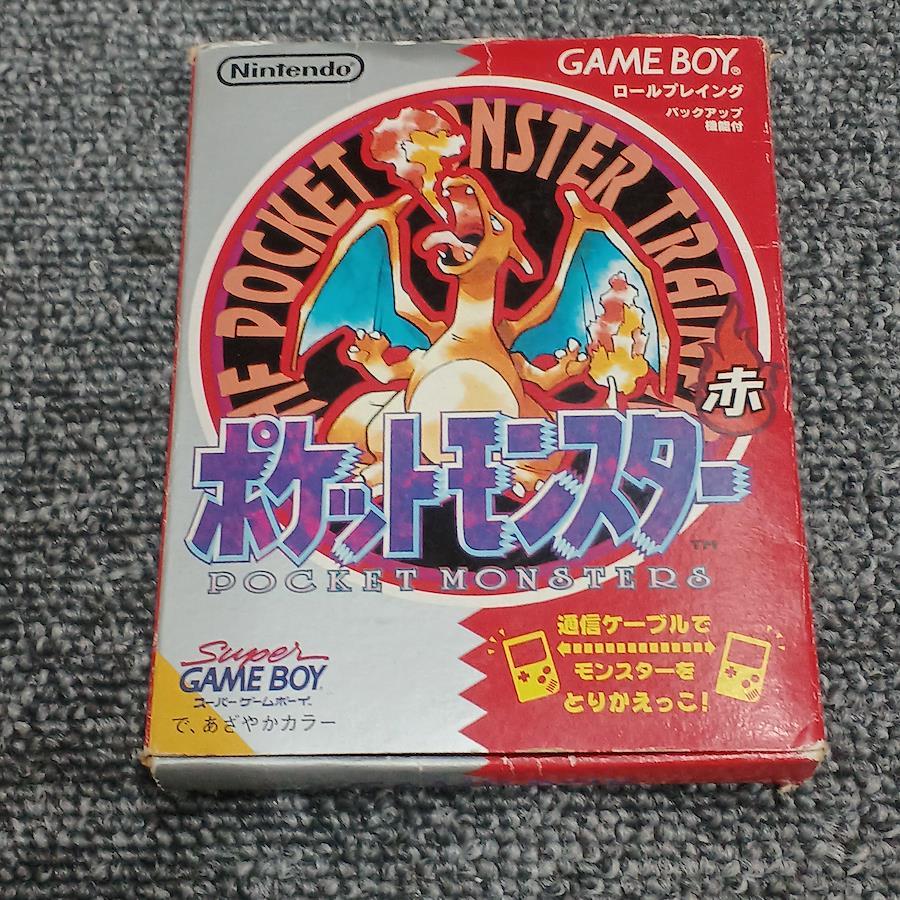 Nintendo
GAME BOY®
ロールプレイング
バックアップ
機能付
OF POCKET MONSTER TRAINER
赤
ポケットモンスター
TM
POCKET MONSTERS
通信ケーブルで
モンスターを
とりかえっこ!
Super
GAME BOY
スーパーゲームボーイ
で、あざやかカラー